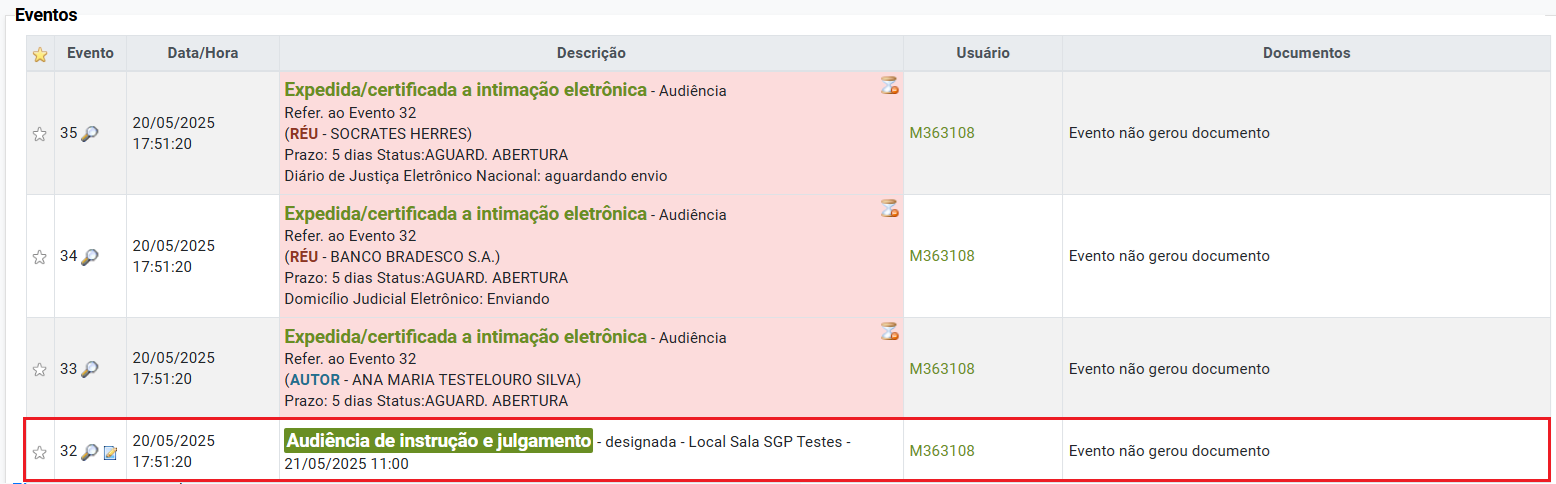 Eventos
Evento Data/Hora Descrição Usuário Documentos
35
20/05/2025
17:51:20
Expedida/certificada a intimação eletrônica - Audiência
Refer. ao Evento 32
(RÉU - SOCRATES HERRES)
Prazo: 5 dias Status:AGUARD. ABERTURA
Diário de Justiça Eletrônico Nacional: aguardando envio
M363108
Evento não gerou documento
34
20/05/2025
17:51:20
Expedida/certificada a intimação eletrônica - Audiência
Refer. ao Evento 32
(RÉU - BANCO BRADESCO S.A.)
Prazo: 5 dias Status:AGUARD. ABERTURA
Domicílio Judicial Eletrônico: Enviando
M363108
Evento não gerou documento
33
20/05/2025
17:51:20
Expedida/certificada a intimação eletrônica - Audiência
Refer. ao Evento 32
(AUTOR - ANA MARIA TESTELOURO SILVA)
Prazo: 5 dias Status:AGUARD. ABERTURA
M363108
Evento não gerou documento
32
20/05/2025
17:51:20
Audiência de instrução e julgamento - designada - Local Sala SGP Testes -
21/05/2025 11:00
M363108
Evento não gerou documento